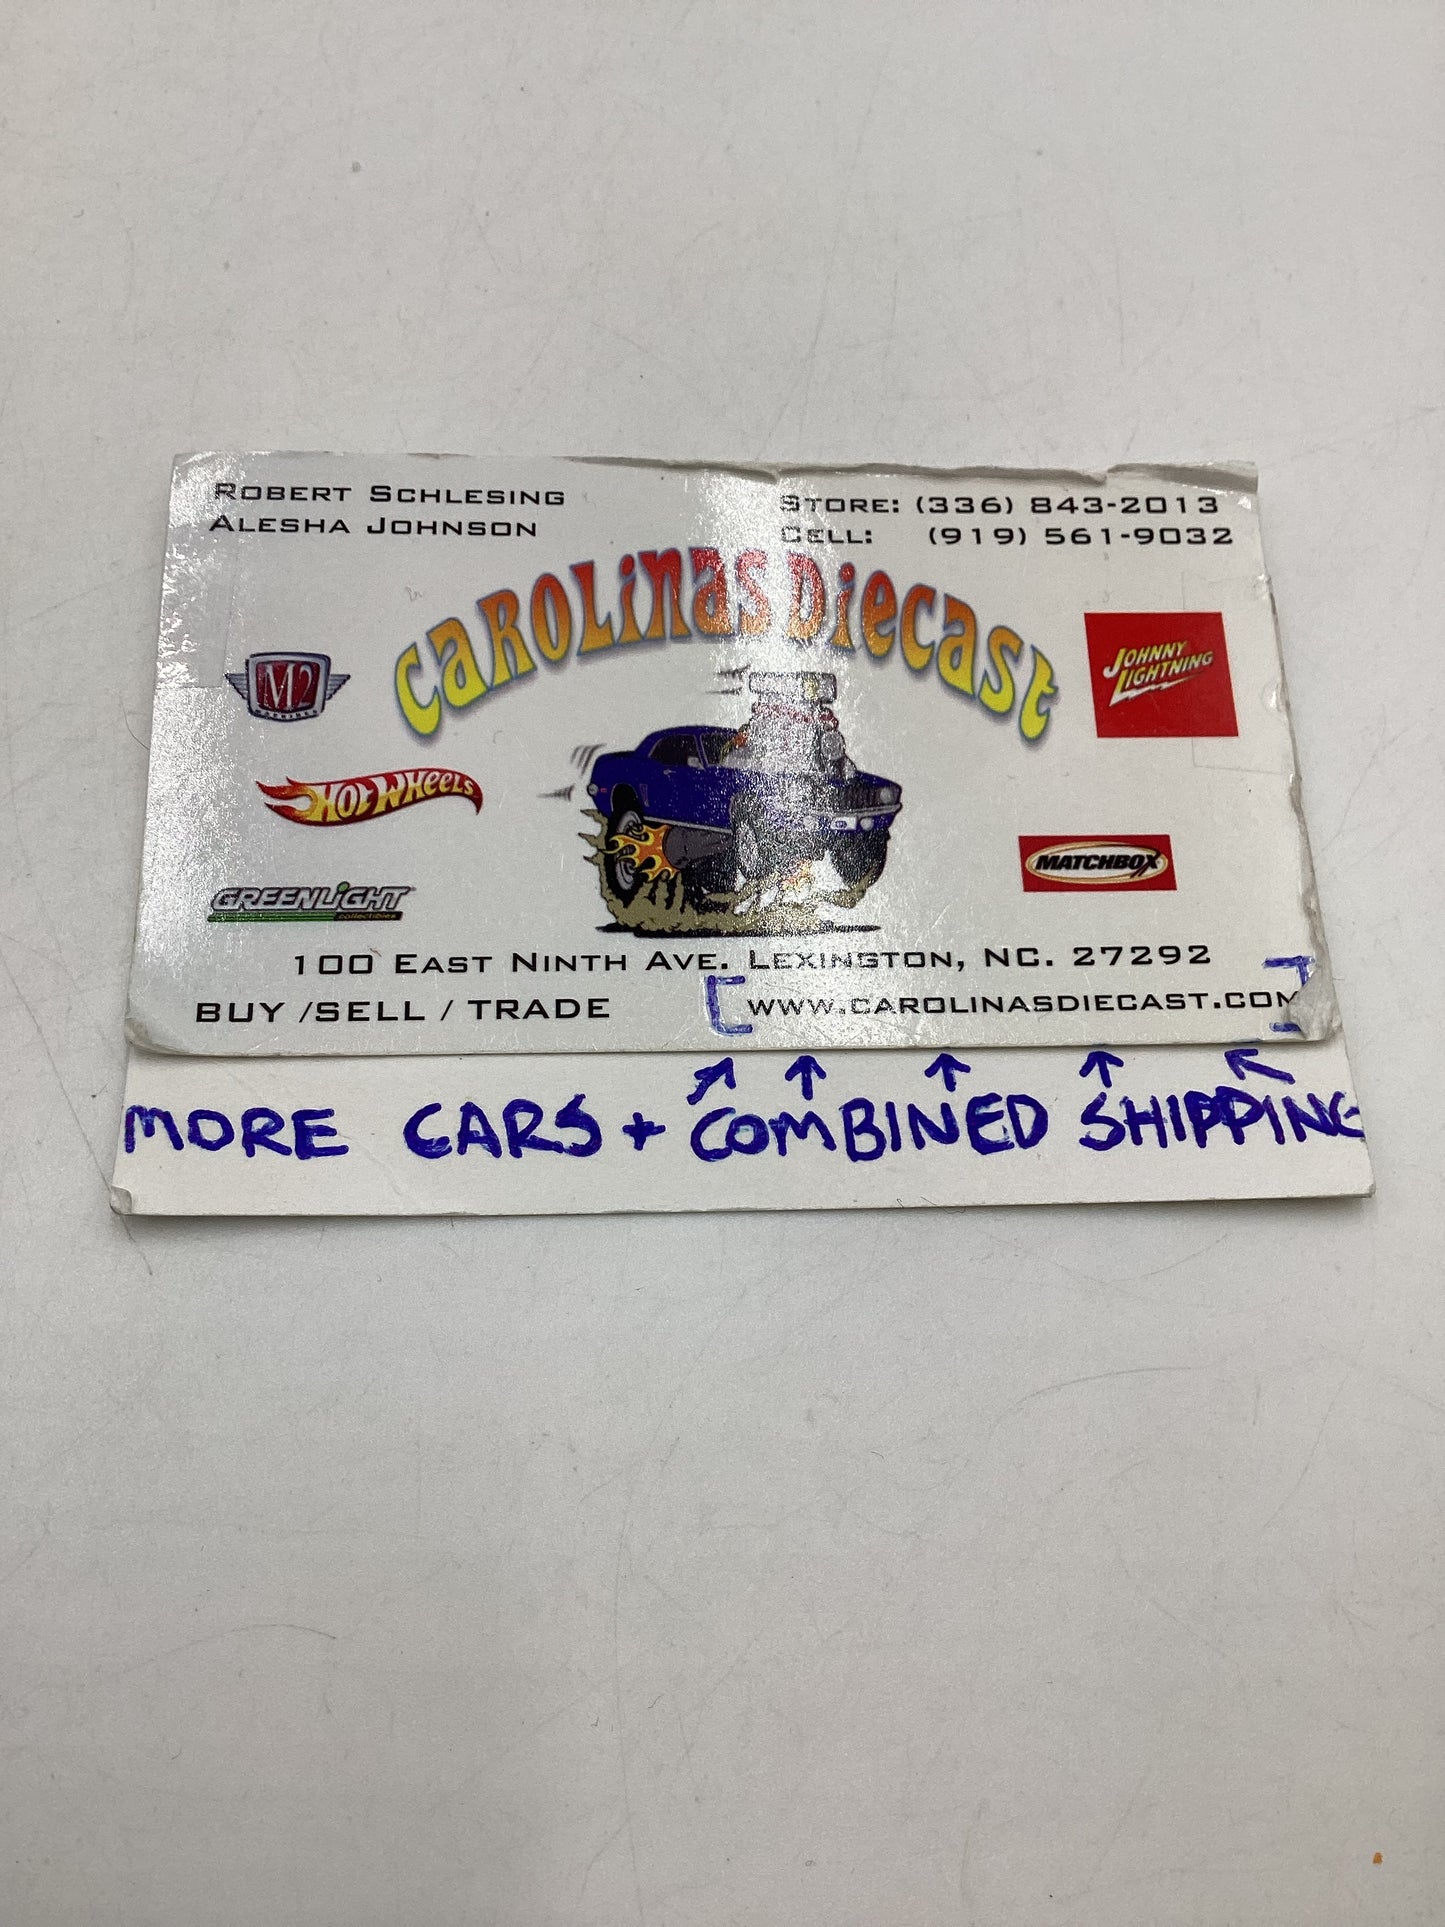 ROBERT SCHLESING
ALESHA JOHNSON
STORE: (336) 843-2013
CELL: (919) 561-9032
CAROLINAS DIECAST
M2
MACHINES
JOHNNY
LIGHTNING
HOT WHEELS
MATCHBOX
GREENLIGHT
collectibles
100 EAST NINTH AVE. LEXINGTON, NC. 27292
BUY /SELL / TRADE
WWW.CAROLINASDIECAST.COM
MORE CARS + COMBINED SHIPPING